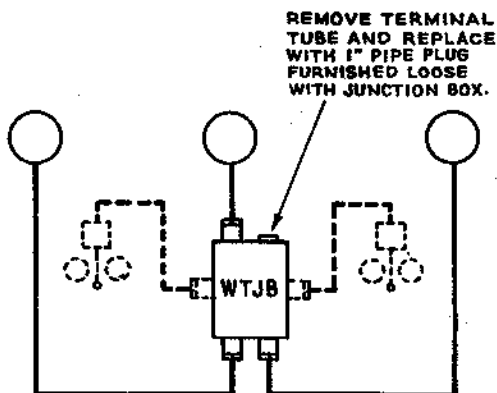 REMOVE TERMINAL
TUBE AND REPLACE
WITH 1" PIPE PLUG
FURNISHED LOOSE
WITH JUNCTION BOX.
WTJB